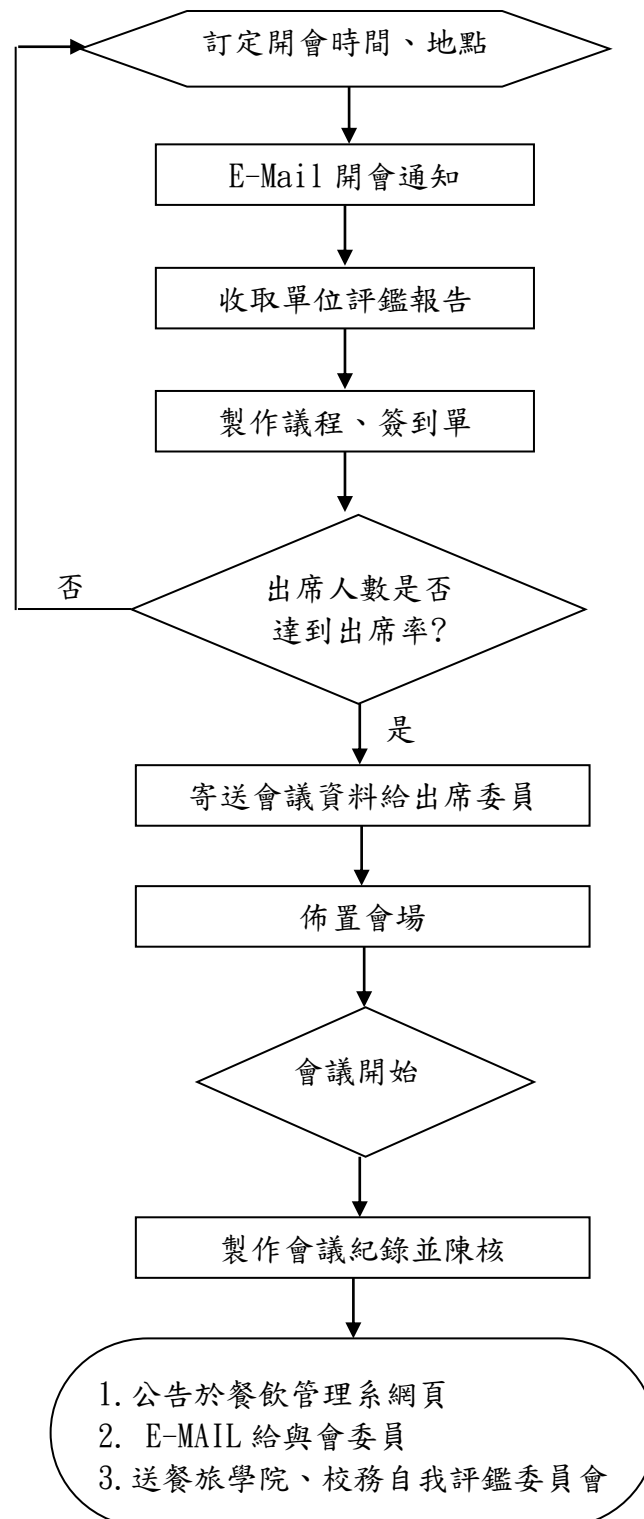 訂定開會時間、地點
E-Mail 開會通知
收取單位評鑑報告
製作議程、簽到單
出席人數是否
達到出席率?
否
是
寄送會議資料給出席委員
佈置會場
會議開始
製作會議紀錄並陳核
1.公告於餐飲管理系網頁
2. E-MAIL 給與會委員
3.送餐旅學院、校務自我評鑑委員會